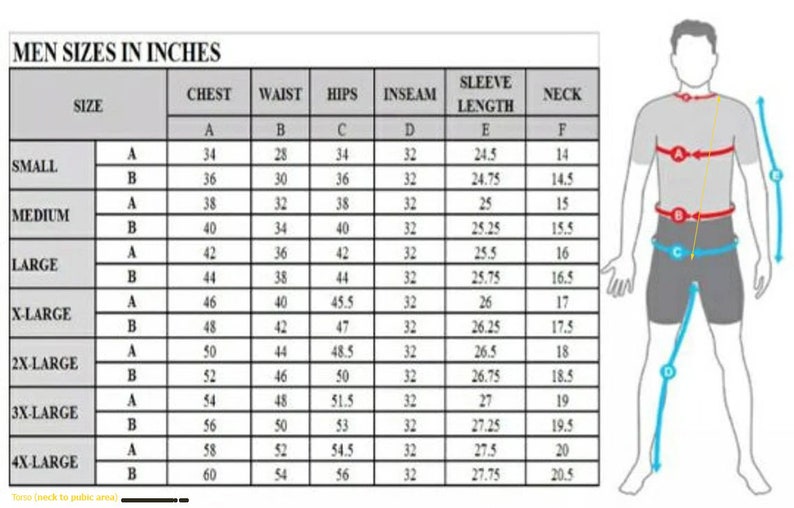 MEN SIZES IN INCHES
SIZE CHEST WAIST HIPS INSEAM SLEEVE LENGTH NECK
A B C D E F
SMALL A 34 28 34 32 24.5 14
B 36 30 36 32 24.75 14.5
MEDIUM A 38 32 38 32 25 15
B 40 34 40 32 25.25 15.5
LARGE A 42 36 42 32 25.5 16
B 44 38 44 32 25.75 16.5
X-LARGE A 46 40 45.5 32 26 17
B 48 42 47 32 26.25 17.5
2X-LARGE A 50 44 48.5 32 26.5 18
B 52 46 50 32 26.75 18.5
3X-LARGE A 54 48 51.5 32 27 19
B 56 50 53 32 27.25 19.5
4X-LARGE A 58 52 54.5 32 27.5 20
B 60 54 56 32 27.75 20.5
Torso (neck to pubic area)
F
A
E
B
C
D